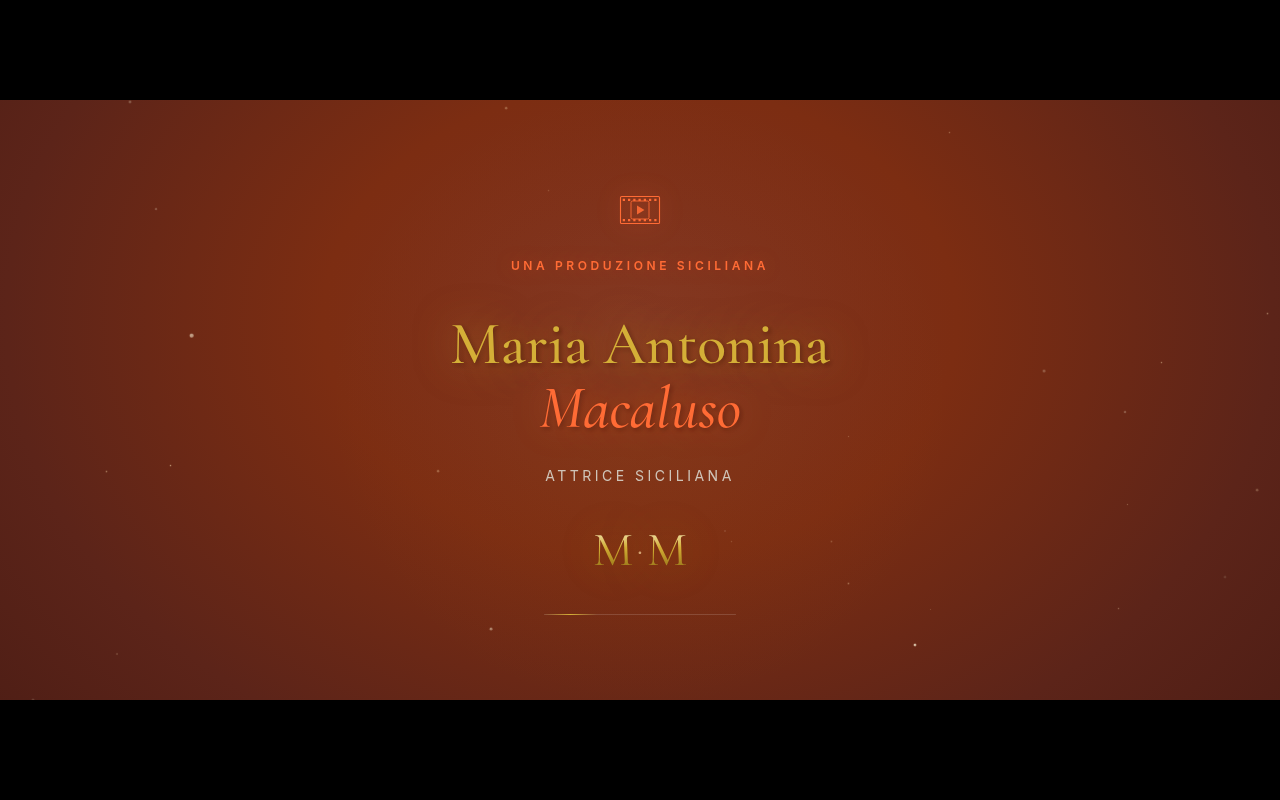 UNA PRODUZIONE SICILIANA
Maria Antonina
Macaluso
ATTRICE SICILIANA
M·M